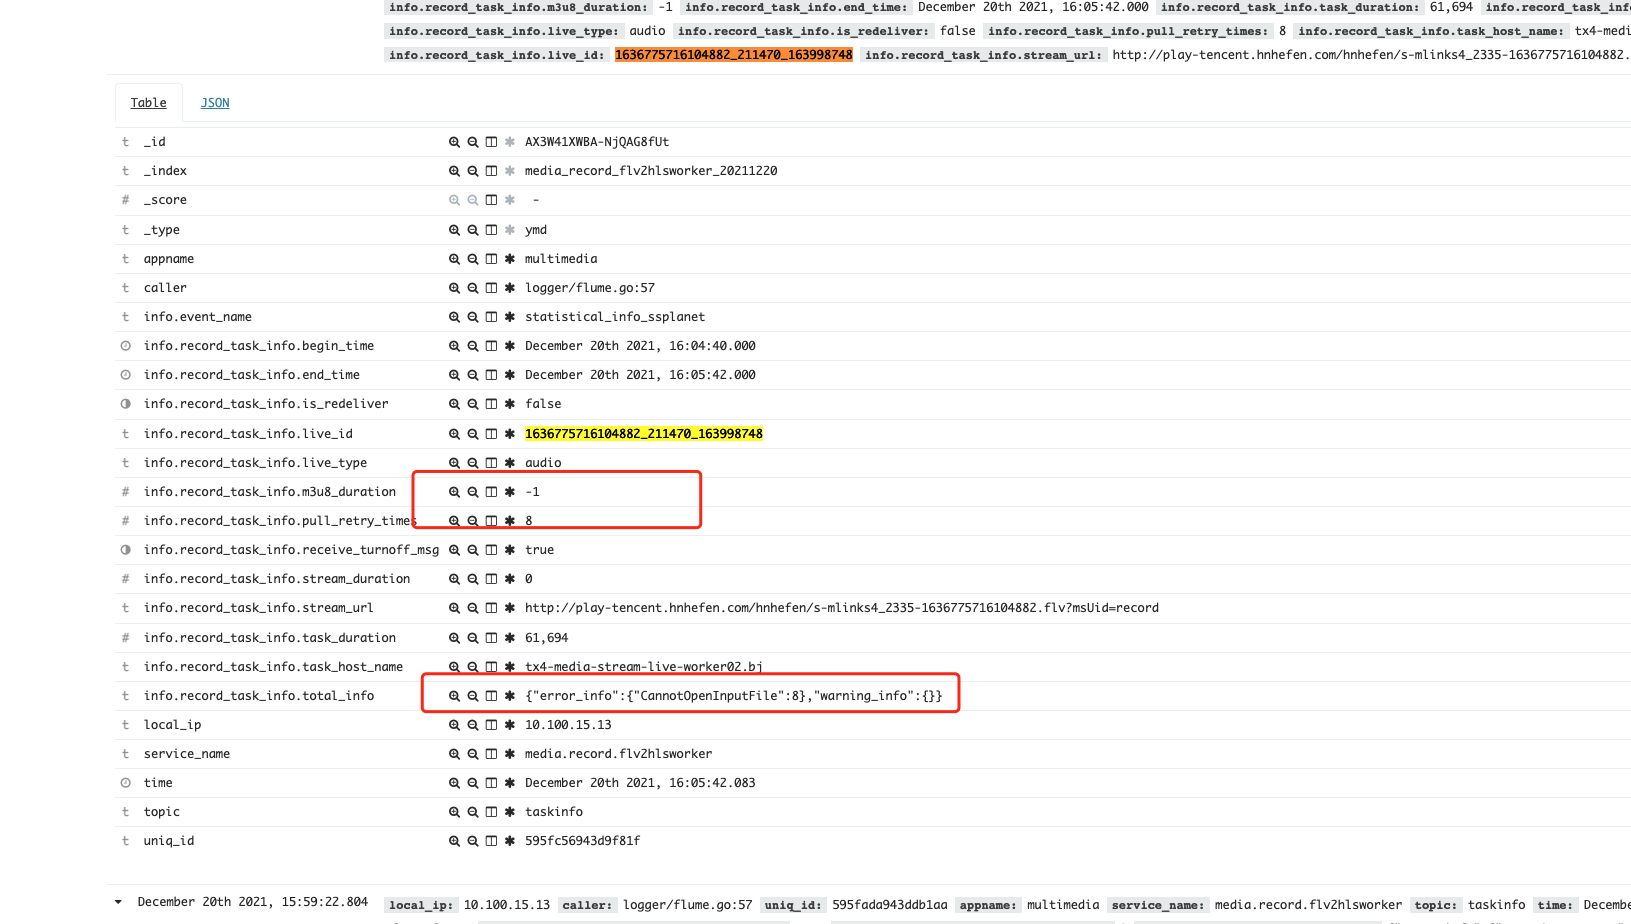 info.record_task_info.m3u8_duration: -1 info.record_task_info.end_time: December 20th 2021, 16:05:42.000 info.record_task_info.task_duration: 61,694
info.record_task_info.live_type: audio info.record_task_info.is_redeliver: false info.record_task_info.pull_retry_times: 8 info.record_task_info.task_host_name: tx4-medi
info.record_task_info.live_id: 1636775716104882_211470_163998748 info.record_task_info.stream_url: http://play-tencent.hnhefen.com/hnhefen/s-mlinks4_2335-1636775716104882.
Table JSON
t _id AX3W41XWBA-NjQAG8fUt
t _index media_record_flv2hlsworker_20211220
# _score -
t _type ymd
t appname multimedia
t caller logger/flume.go:57
t info.event_name statistical_info_ssplanet
info.record_task_info.begin_time December 20th 2021, 16:04:40.000
info.record_task_info.end_time December 20th 2021, 16:05:42.000
info.record_task_info.is_redeliver false
t info.record_task_info.live_id 1636775716104882_211470_163998748
t info.record_task_info.live_type audio
# info.record_task_info.m3u8_duration -1
# info.record_task_info.pull_retry_times 8
info.record_task_info.receive_turnoff_msg true
# info.record_task_info.stream_duration 0
t info.record_task_info.stream_url http://play-tencent.hnhefen.com/hnhefen/s-mlinks4_2335-1636775716104882.flv?msUid=record
# info.record_task_info.task_duration 61,694
t info.record_task_info.task_host_name tx4-media-stream-live-worker02.bj
t info.record_task_info.total_info {"error_info":{"CannotOpenInputFile":8},"warning_info":{}}
t local_ip 10.100.15.13
t service_name media.record.flv2hlsworker
time December 20th 2021, 16:05:42.083
t topic taskinfo
t uniq_id 595fc56943d9f81f
December 20th 2021, 15:59:22.804 local_ip: 10.100.15.13 caller: logger/flume.go:57 uniq_id: 595fada943ddb1aa appname: multimedia service_name: media.record.flv2hlsworker topic: taskinfo time: Decembe